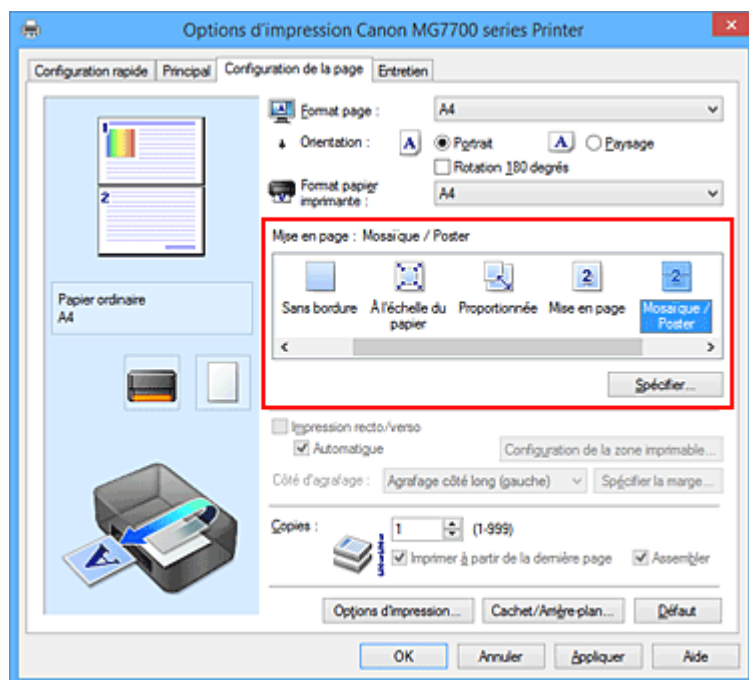 Options d'impression Canon MG7700 series Printer
Configuration rapide Principal Configuration de la page Entretien
Format page : A4
Orientation : A Portrait A Paysage
Rotation 180 degrés
Format papier imprimante : A4
1
2
Papier ordinaire
A4
Mise en page : Mosaïque / Poster
2 2
Sans bordure À l'échelle du papier Proportionnée Mise en page Mosaïque / Poster
Spécifier...
Impression recto/verso
Automatique Configuration de la zone imprimable...
Côté d'agrafage : Agrafage côté long (gauche) Spécifier la marge...
Copies : 1 (1-999)
Imprimer à partir de la dernière page Assembler
A
Options d'impression... Cachet/Arrière-plan... Défaut
OK Annuler Appliquer Aide